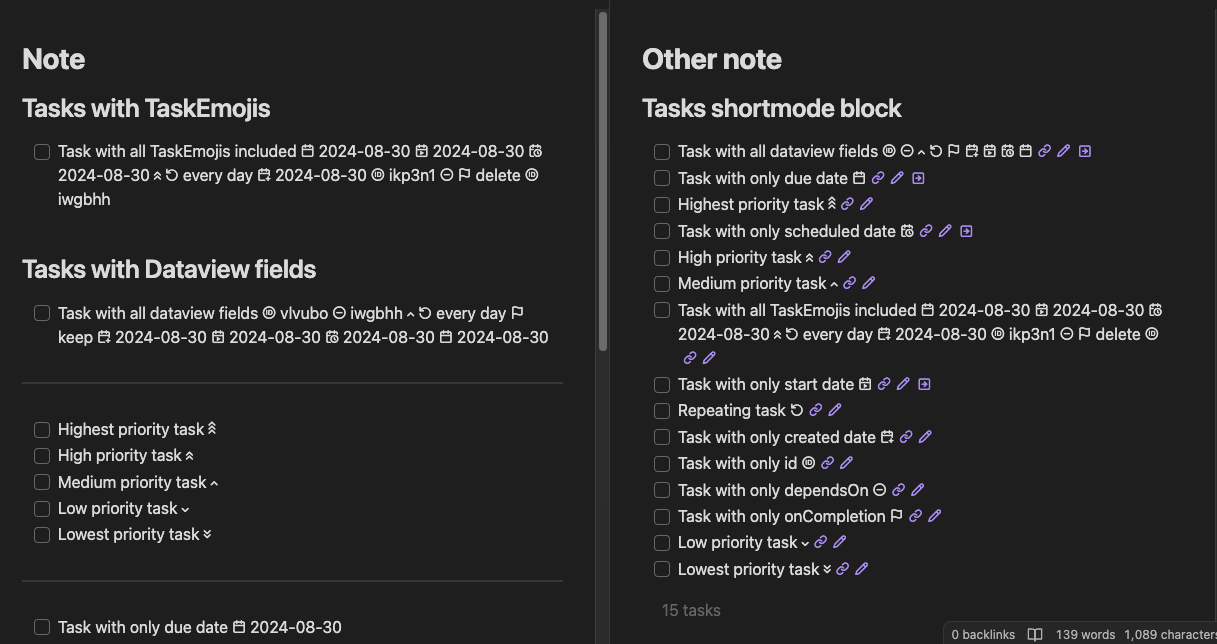 Note
Tasks with TaskEmojis
Task with all TaskEmojis included 2024-08-30 2024-08-30
2024-08-30 every day 2024-08-30 ikp3n1 delete
iwgbhh
Tasks with Dataview fields
Task with all dataview fields vlvubo iwgbhh every day
keep 2024-08-30 2024-08-30 2024-08-30 2024-08-30
Highest priority task
High priority task
Medium priority task
Low priority task
Lowest priority task
Task with only due date 2024-08-30
Other note
Tasks shortmode block
Task with all dataview fields
Task with only due date
Highest priority task
Task with only scheduled date
High priority task
Medium priority task
Task with all TaskEmojis included 2024-08-30 2024-08-30
2024-08-30 every day 2024-08-30 ikp3n1 delete
Task with only start date
Repeating task
Task with only created date
Task with only id
Task with only dependsOn
Task with only onCompletion
Low priority task
Lowest priority task
15 tasks
0 backlinks 139 words 1,089 character